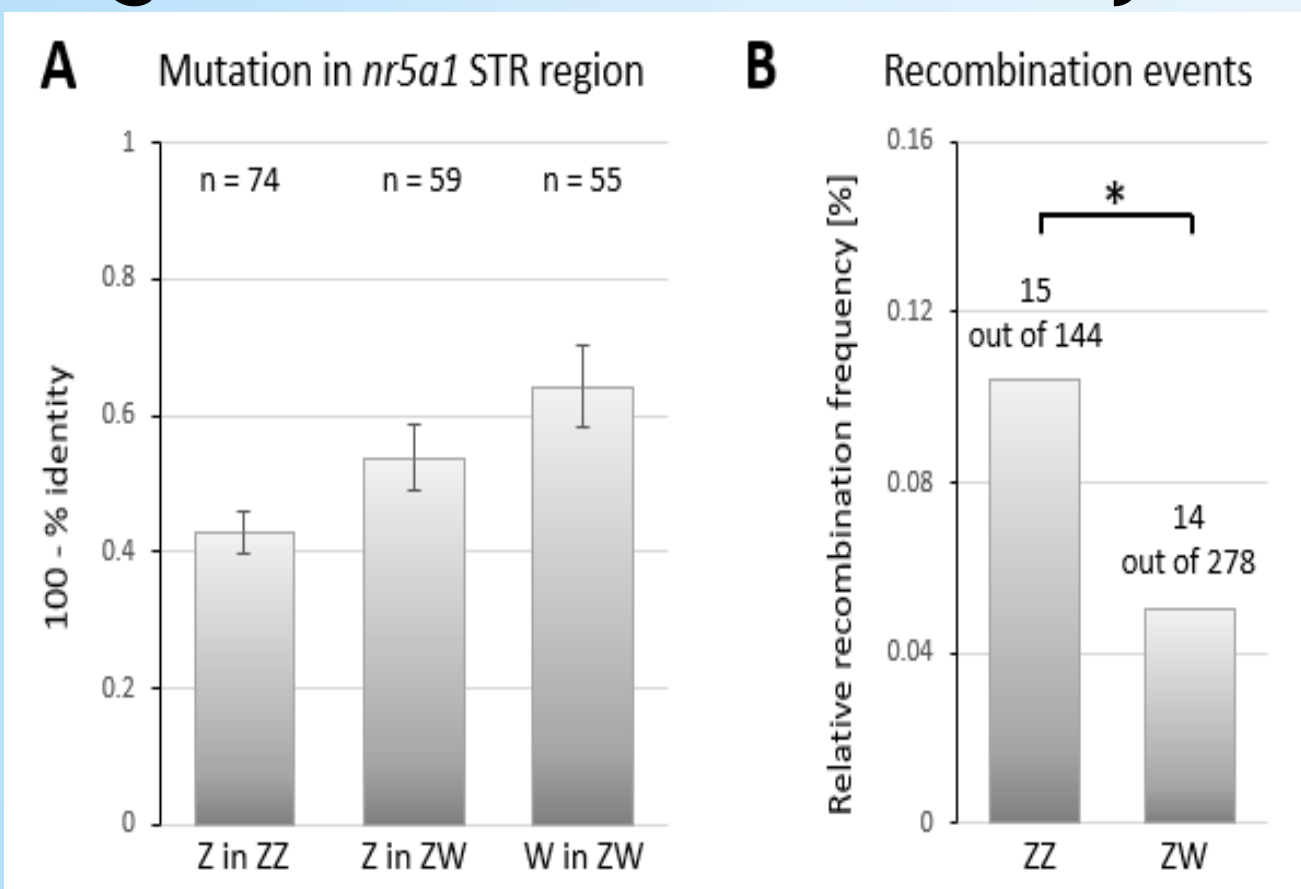 A
Mutation in nr5a1 STR region
1
0.8
0.6
0.4
0.2
0
100 - % identity
n = 74
n = 59
n = 55
Z in ZZ
Z in ZW
W in ZW
B
Recombination events
0.16
0.12
0.08
0.04
0
Relative recombination frequency [%]
*
15
out of 144
14
out of 278
ZZ
ZW